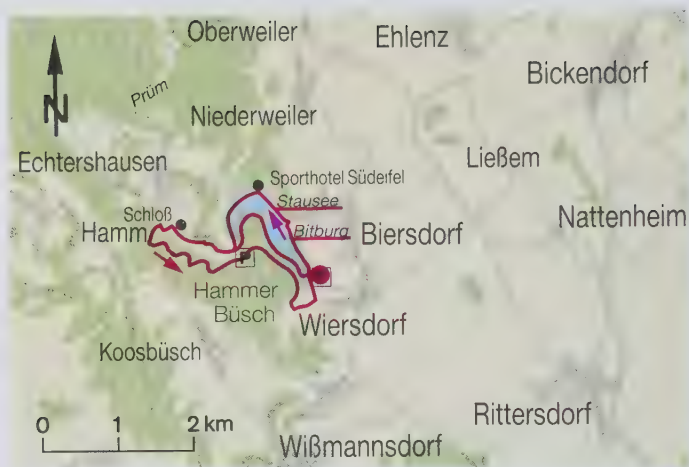 Oberweiler
Ehlenz
Bickendorf
N
Prüm
Niederweiler
Echtershausen
Ließem
Sporthotel Südeifel
Stausee
Nattenheim
Schloß
Hamm
Bitburg
Biersdorf
P
Hammer
Büsch
Wiersdorf
Koosbüsch
0 1 2 km
Rittersdorf
Wißmannsdorf